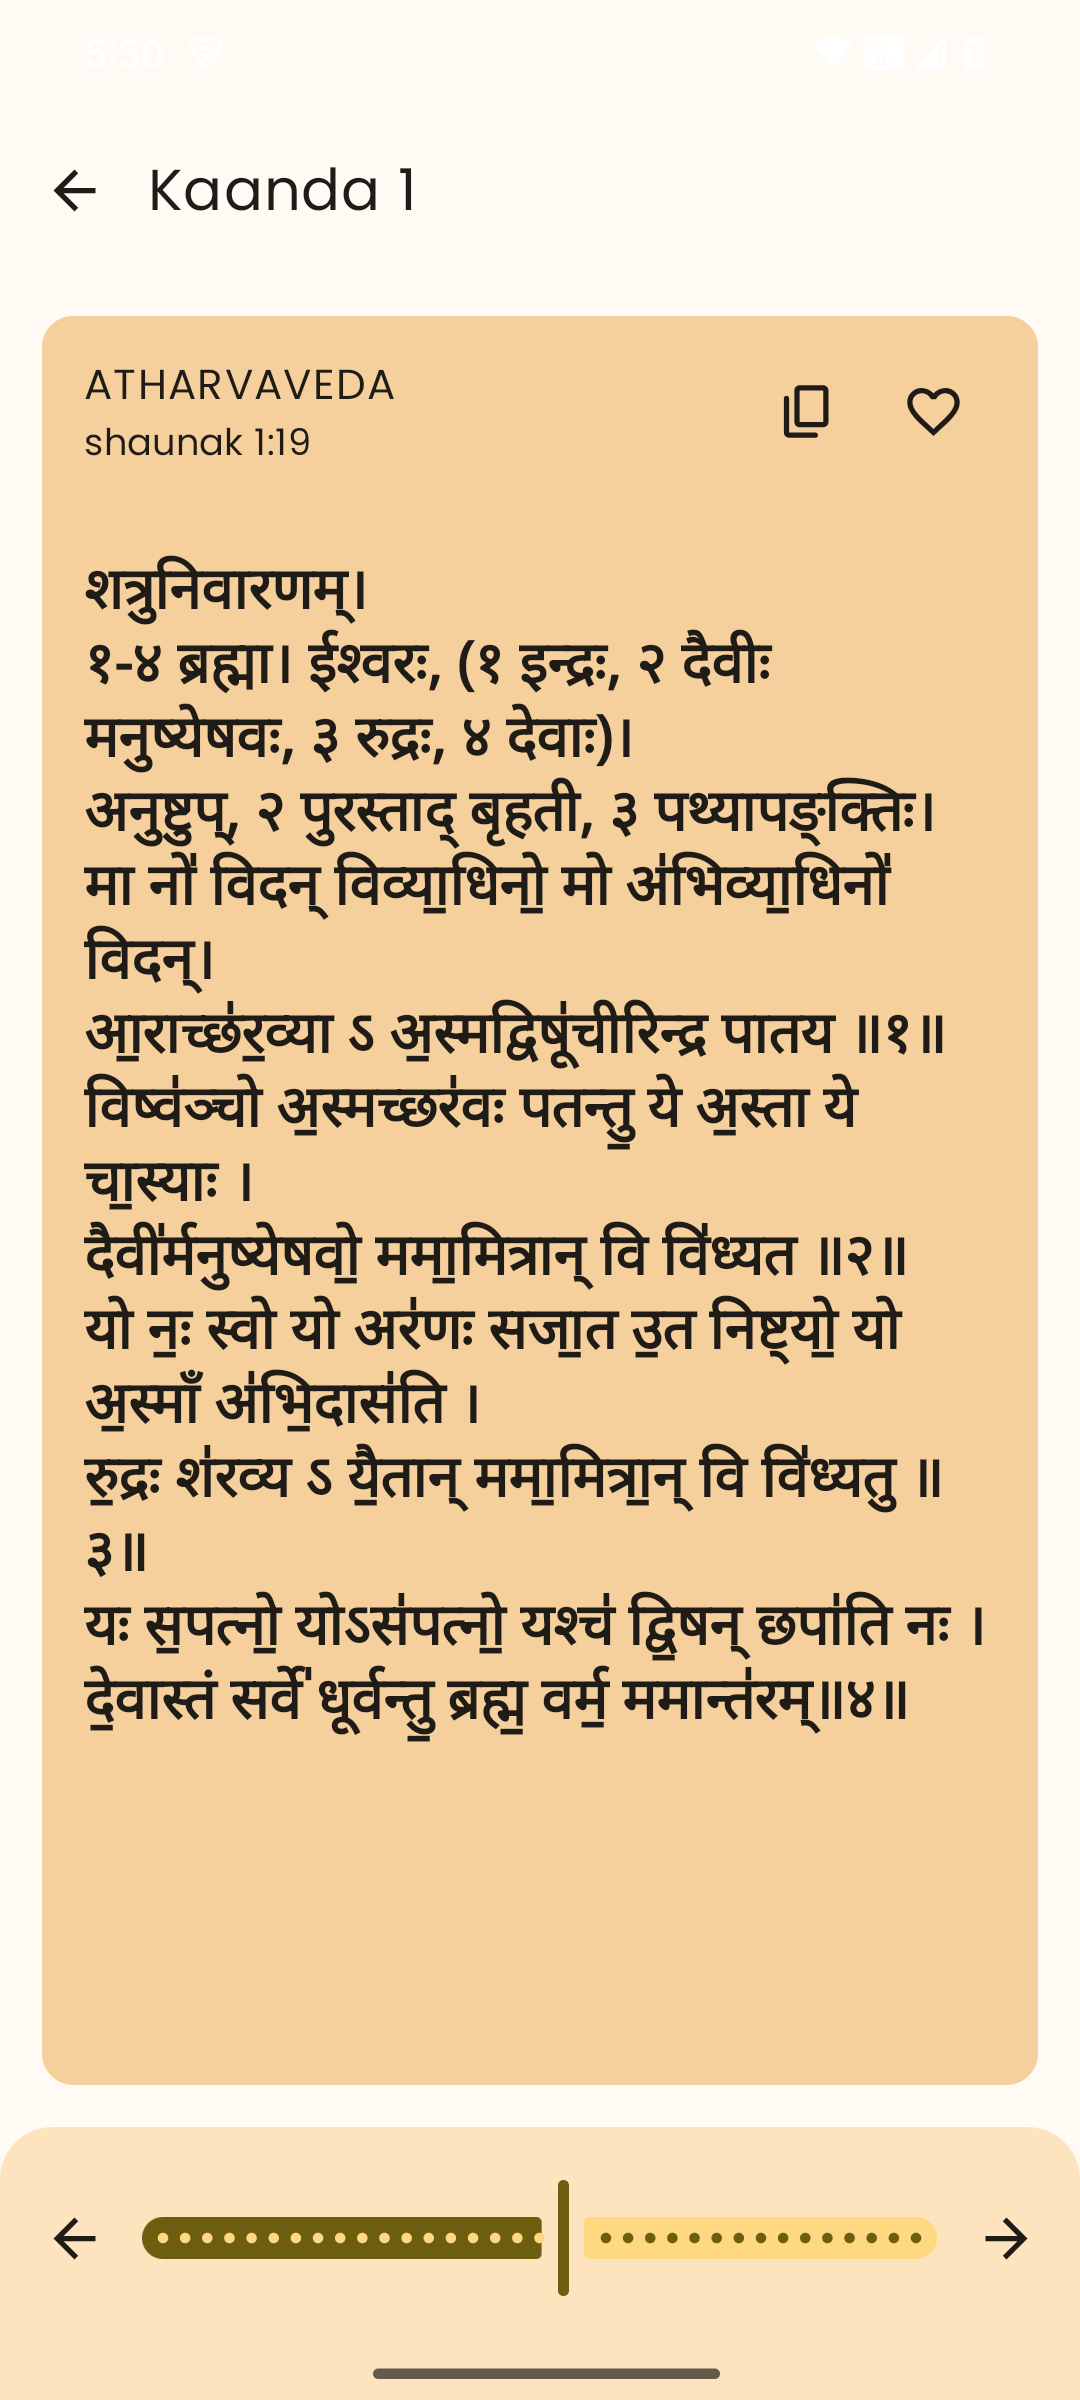 5:30
Kaanda 1
ATHARVAVEDA
shaunak 1:19
शत्रुनिवारणम्।
१-४ ब्रह्मा। ईश्वरः, (१ इन्द्रः, २ दैवीः
मनुष्येषवः, ३ रुद्रः, ४ देवाः)।
अनुष्टुप्, २ पुरस्ताद् बृहती, ३ पथ्यापङ्क्तिः।
मा नो॑ विदन् विव्या॒धिनो॒ मो अ॑भिव्या॒धिनो॑
विदन्।
आ॒राच्छ॑र॒व्या ऽ अ॒स्मद्विषू॑चीरिन्द्र पातय ॥१॥
विष्व॑ञ्चो अ॒स्मच्छर॑वः पतन्तु॒ ये अ॒स्ता ये
चा॒स्याः ।
दैवी॑र्मनुष्येषवो॒ ममा॒मित्रान् वि वि॑ध्यत ॥२॥
यो नः॒ स्वो यो अर॑णः सजा॒त उ॒त निष्ट्यो॒ यो
अ॒स्माँ अ॑भि॒दास॑ति ।
रु॒द्रः श॑रव्य ऽ यै॒तान् ममा॒मित्रा॒न् वि वि॑ध्यतु ॥
३॥
यः स॒पत्नो॒ योऽस॑पत्नो॒ यश्च॑ द्वि॒षन् छपा॑ति नः ।
दे॒वास्तं सर्वे॑ धूर्वन्तु॒ ब्रह्म॒ वर्म॒ ममान्त॑रम्॥४॥